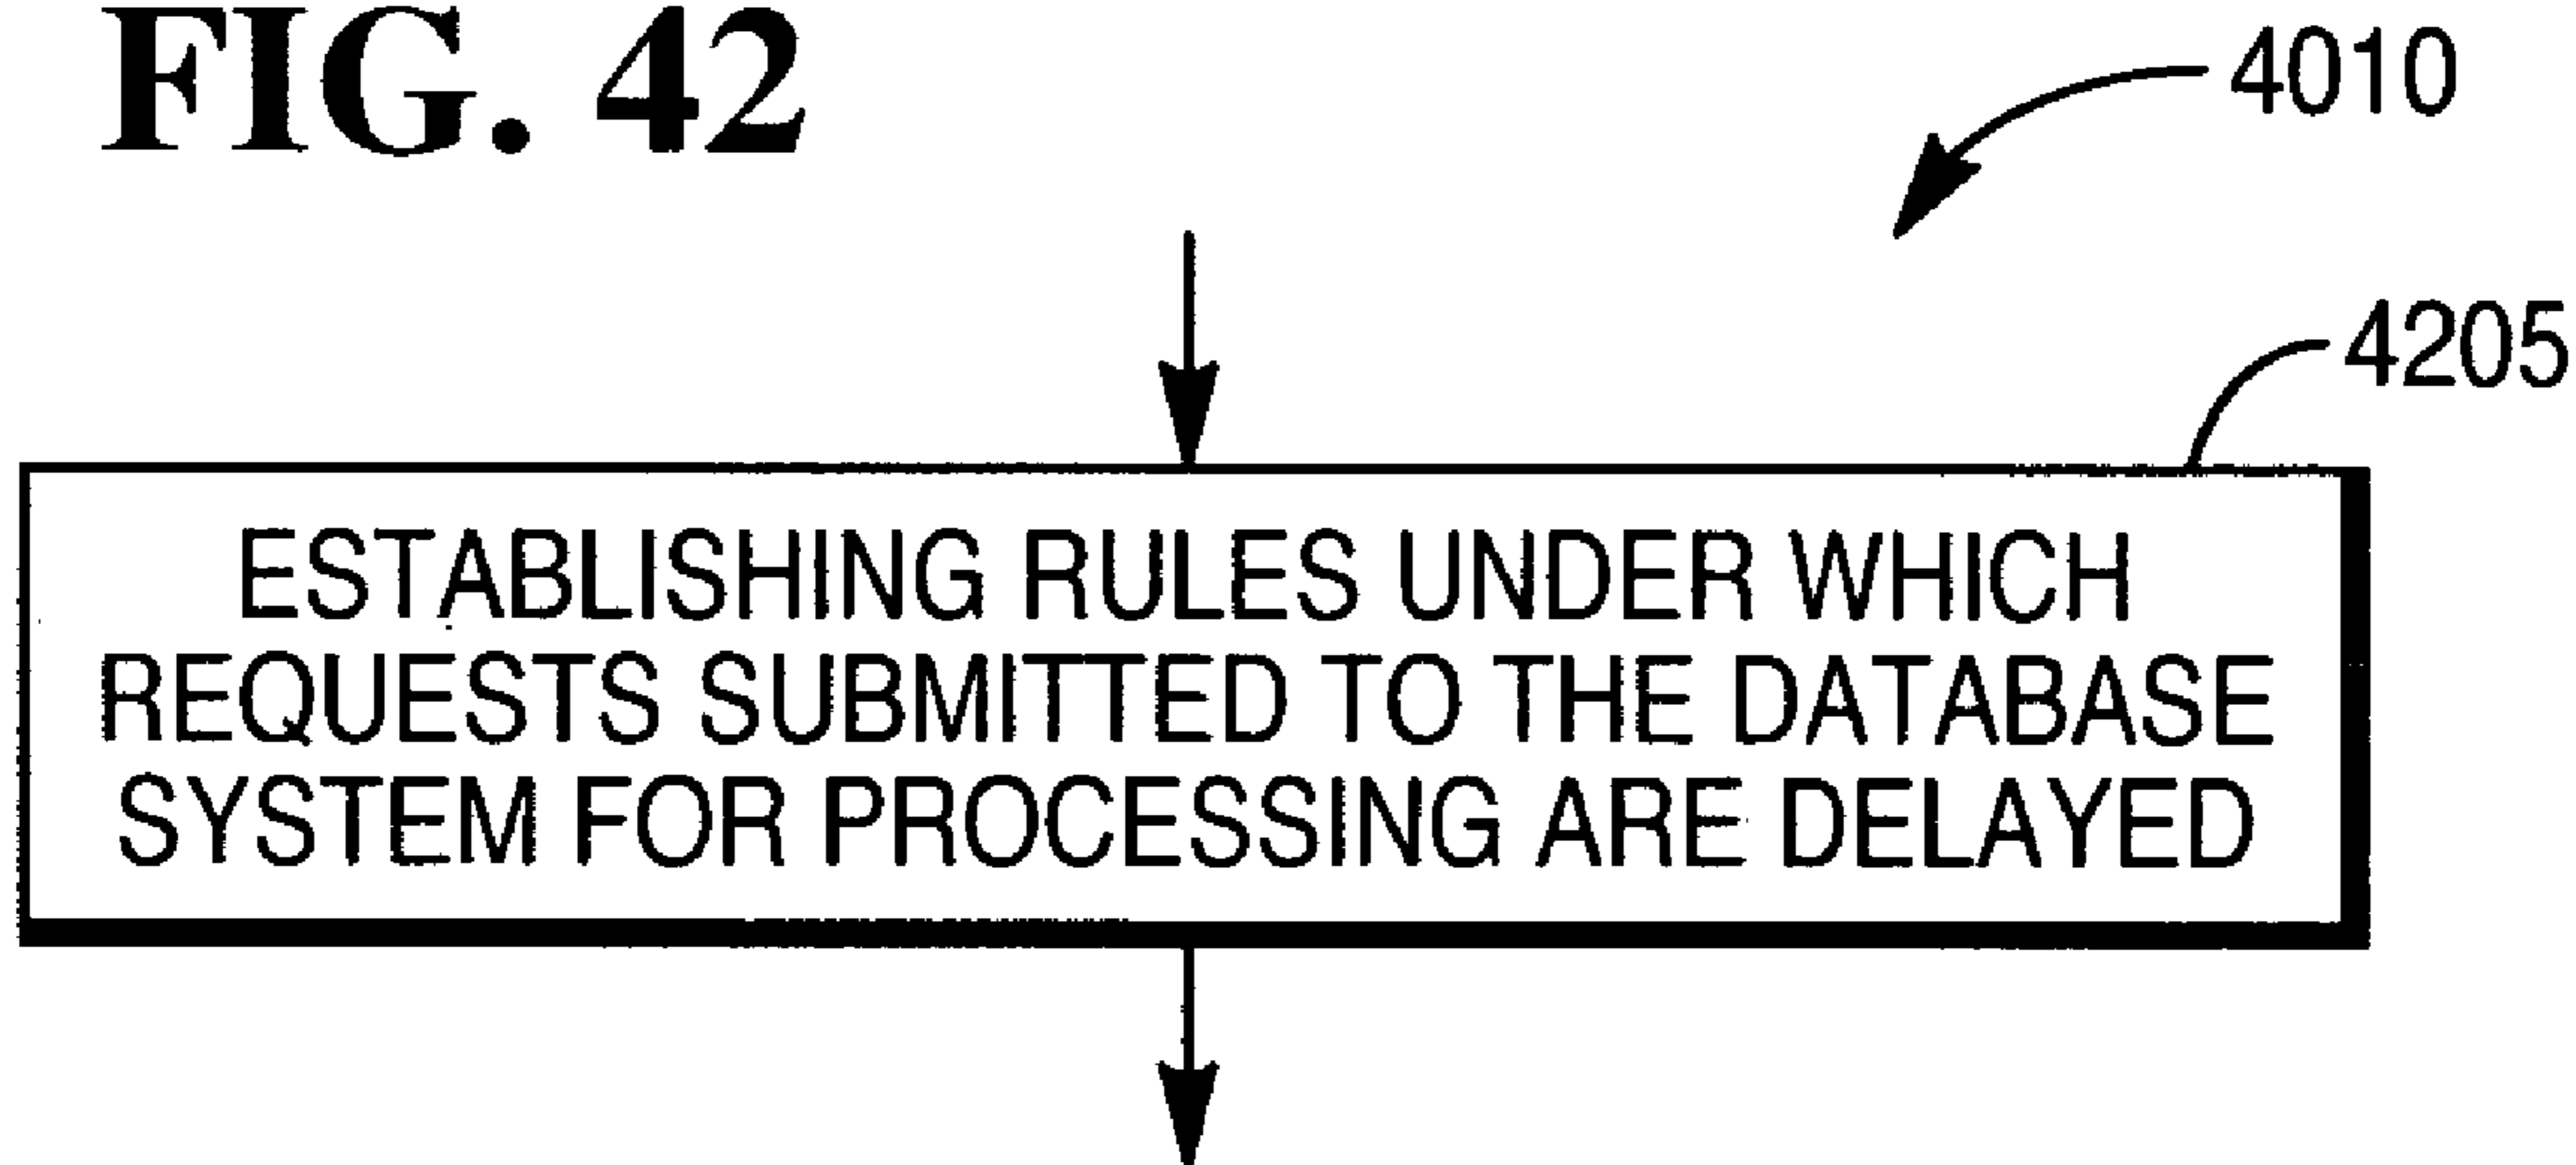 FIG. 42
4010
4205
ESTABLISHING RULES UNDER WHICH
REQUESTS SUBMITTED TO THE DATABASE
SYSTEM FOR PROCESSING ARE DELAYED